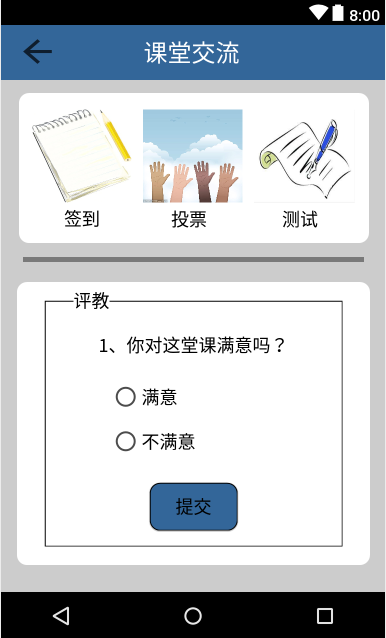 8:00
课堂交流
签到 投票 测试
评教
1、你对这堂课满意吗？
满意
不满意
提交